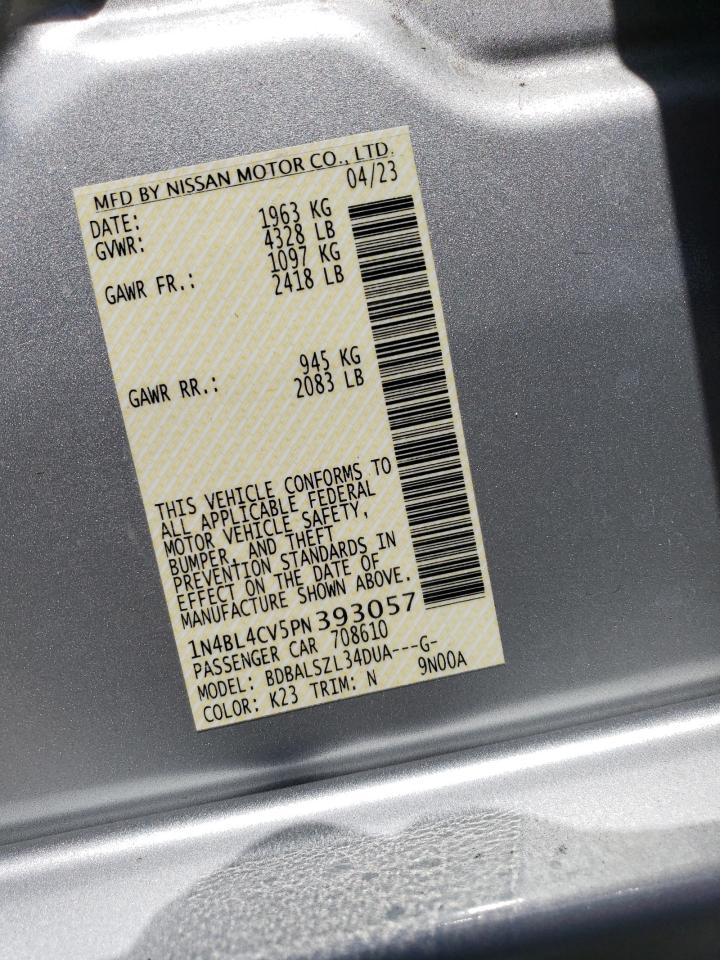 MFD BY NISSAN MOTOR CO., LTD.
DATE: 04/23
GVWR: 1963 KG
4328 LB
GAWR FR.: 1097 KG
2418 LB
GAWR RR.: 945 KG
2083 LB
THIS VEHICLE CONFORMS TO
ALL APPLICABLE FEDERAL
MOTOR VEHICLE SAFETY,
BUMPER, AND THEFT
PREVENTION STANDARDS IN
EFFECT ON THE DATE OF
MANUFACTURE SHOWN ABOVE.
1N4BL4CV5PN393057
PASSENGER CAR 708610
MODEL: BDBALSZL34DUA---G-
COLOR: K23 TRIM: N 9N00A